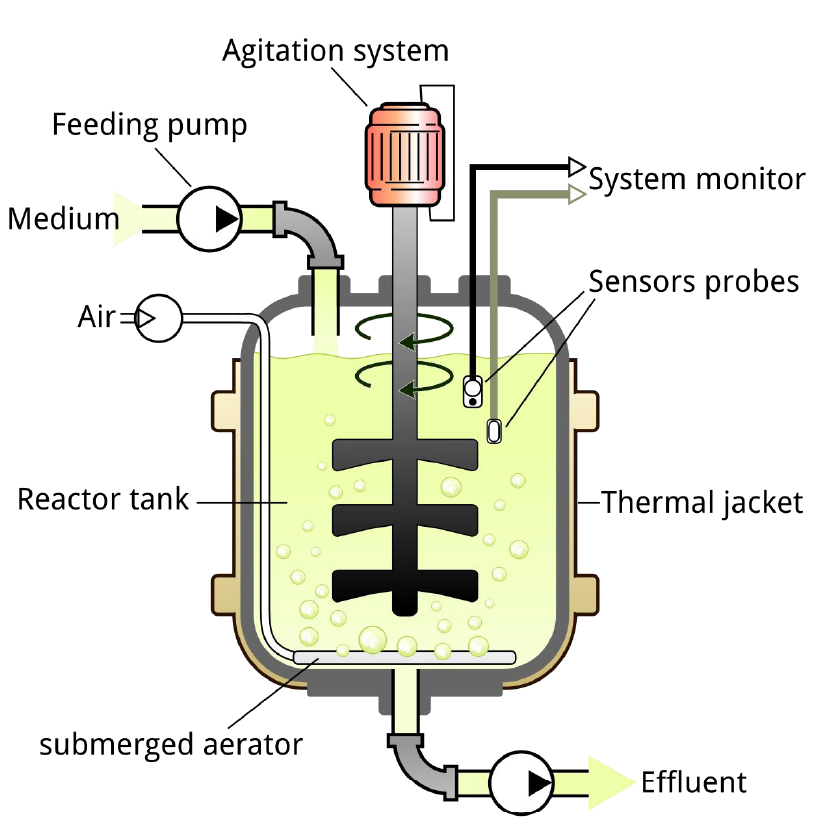 Agitation system
Feeding pump
Medium
System monitor
Sensors probes
Air
Reactor tank
Thermal jacket
submerged aerator
Effluent